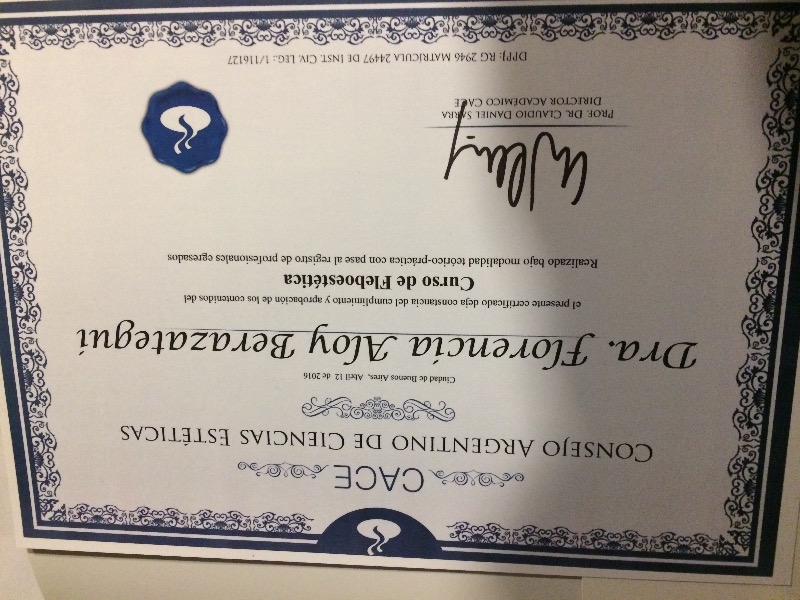 CACE
CONSEJO ARGENTINO DE CIENCIAS ESTÉTICAS
Ciudad de Buenos Aires, Abril 12 de 2016
Dra. Florencia Aloy Berazategui
el presente certificado deja constancia del cumplimiento y aprobación de los contenidos del
Curso de Fleboestética
Realizado bajo modalidad teórico-práctica con pase al registro de profesionales egresados
PROF. DR. CLAUDIO DANIEL SARRA
DIRECTOR ACADEMICO CACE
DPPJ: RG 2946 MATRÍCULA 24497 DE INST. CIV. LEG.: 1/116127